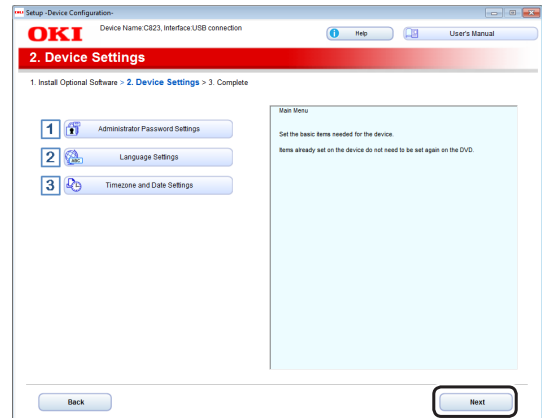 Setup -Device Configuration-
OKI
Device Name:C823, Interface:USB connection
Help
User's Manual
2. Device Settings
1. Install Optional Software > 2. Device Settings > 3. Complete
1 Administrator Password Settings
2 Language Settings
3 Timezone and Date Settings
Main Menu
Set the basic items needed for the device.
Items already set on the device do not need to be set again on the DVD.
Back
Next